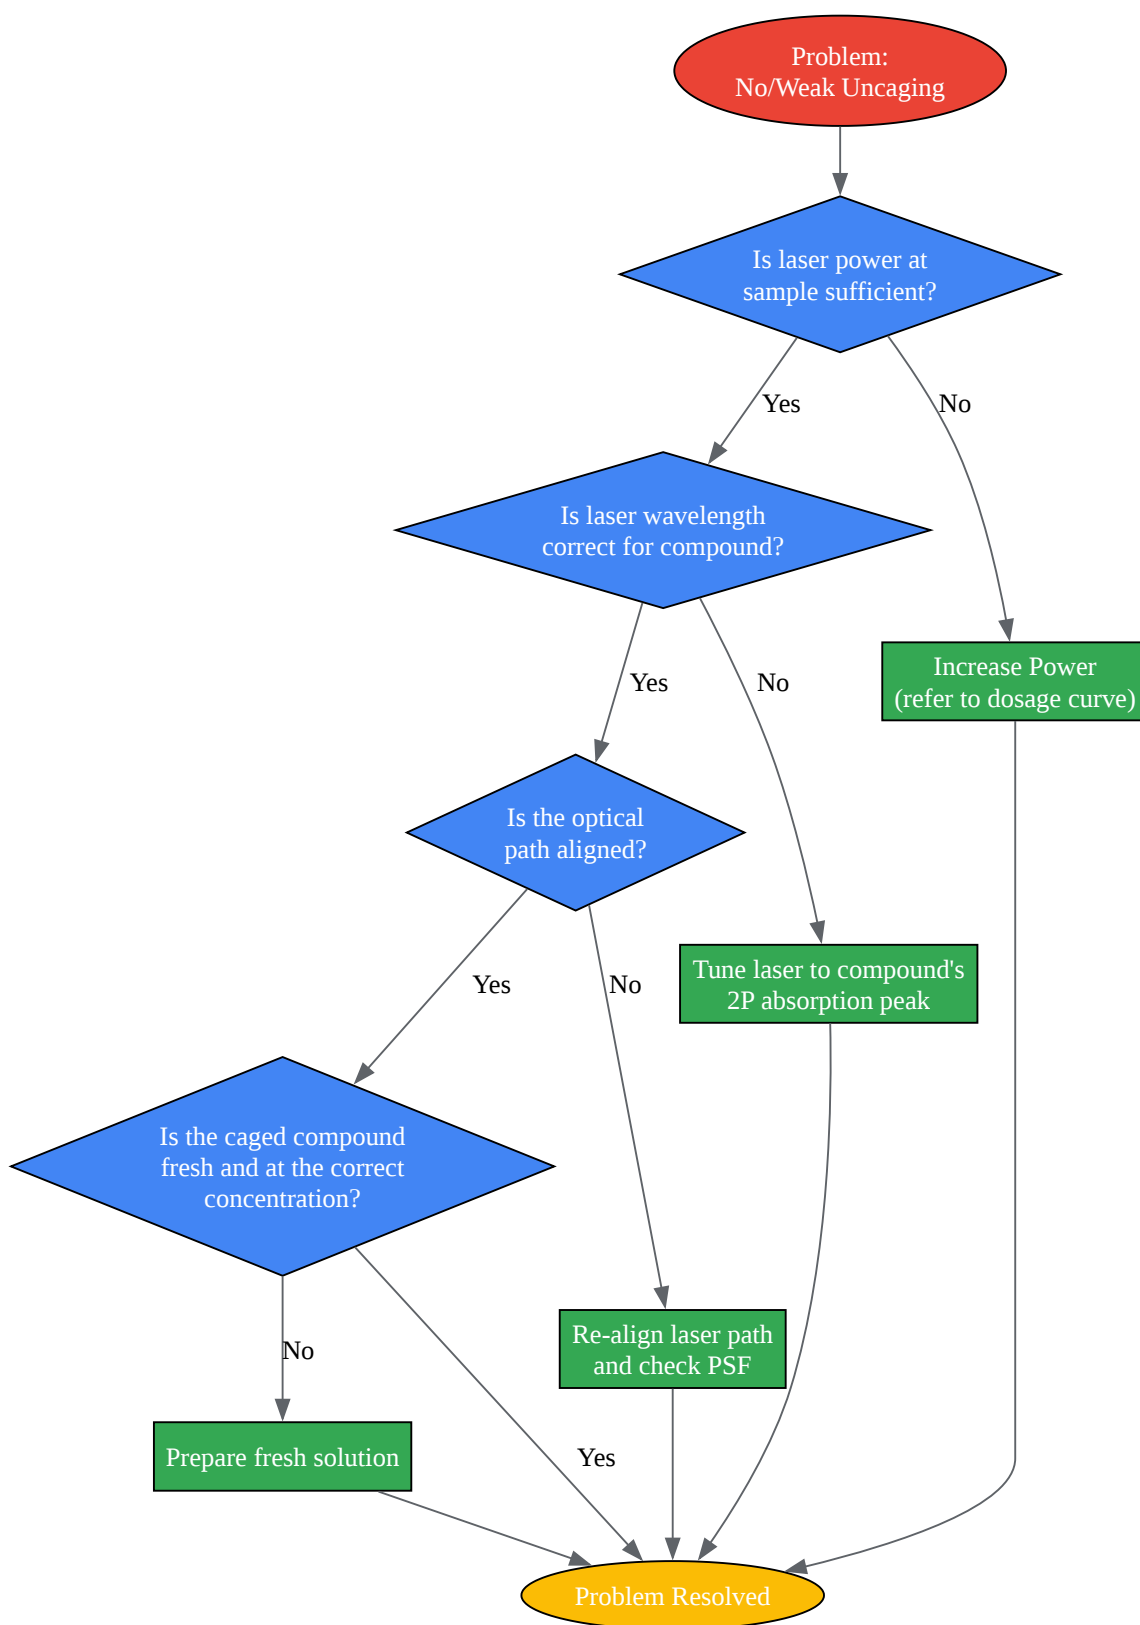 Problem:
No/Weak Uncaging
Is laser power at
sample sufficient?
Yes
No
Is laser wavelength
correct for compound?
Yes
No
Increase Power
(refer to dosage curve)
Is the optical
path aligned?
Yes
No
Tune laser to compound's
2P absorption peak
Is the caged compound
fresh and at the correct
concentration?
No
Yes
Re-align laser path
and check PSF
Prepare fresh solution
Problem Resolved